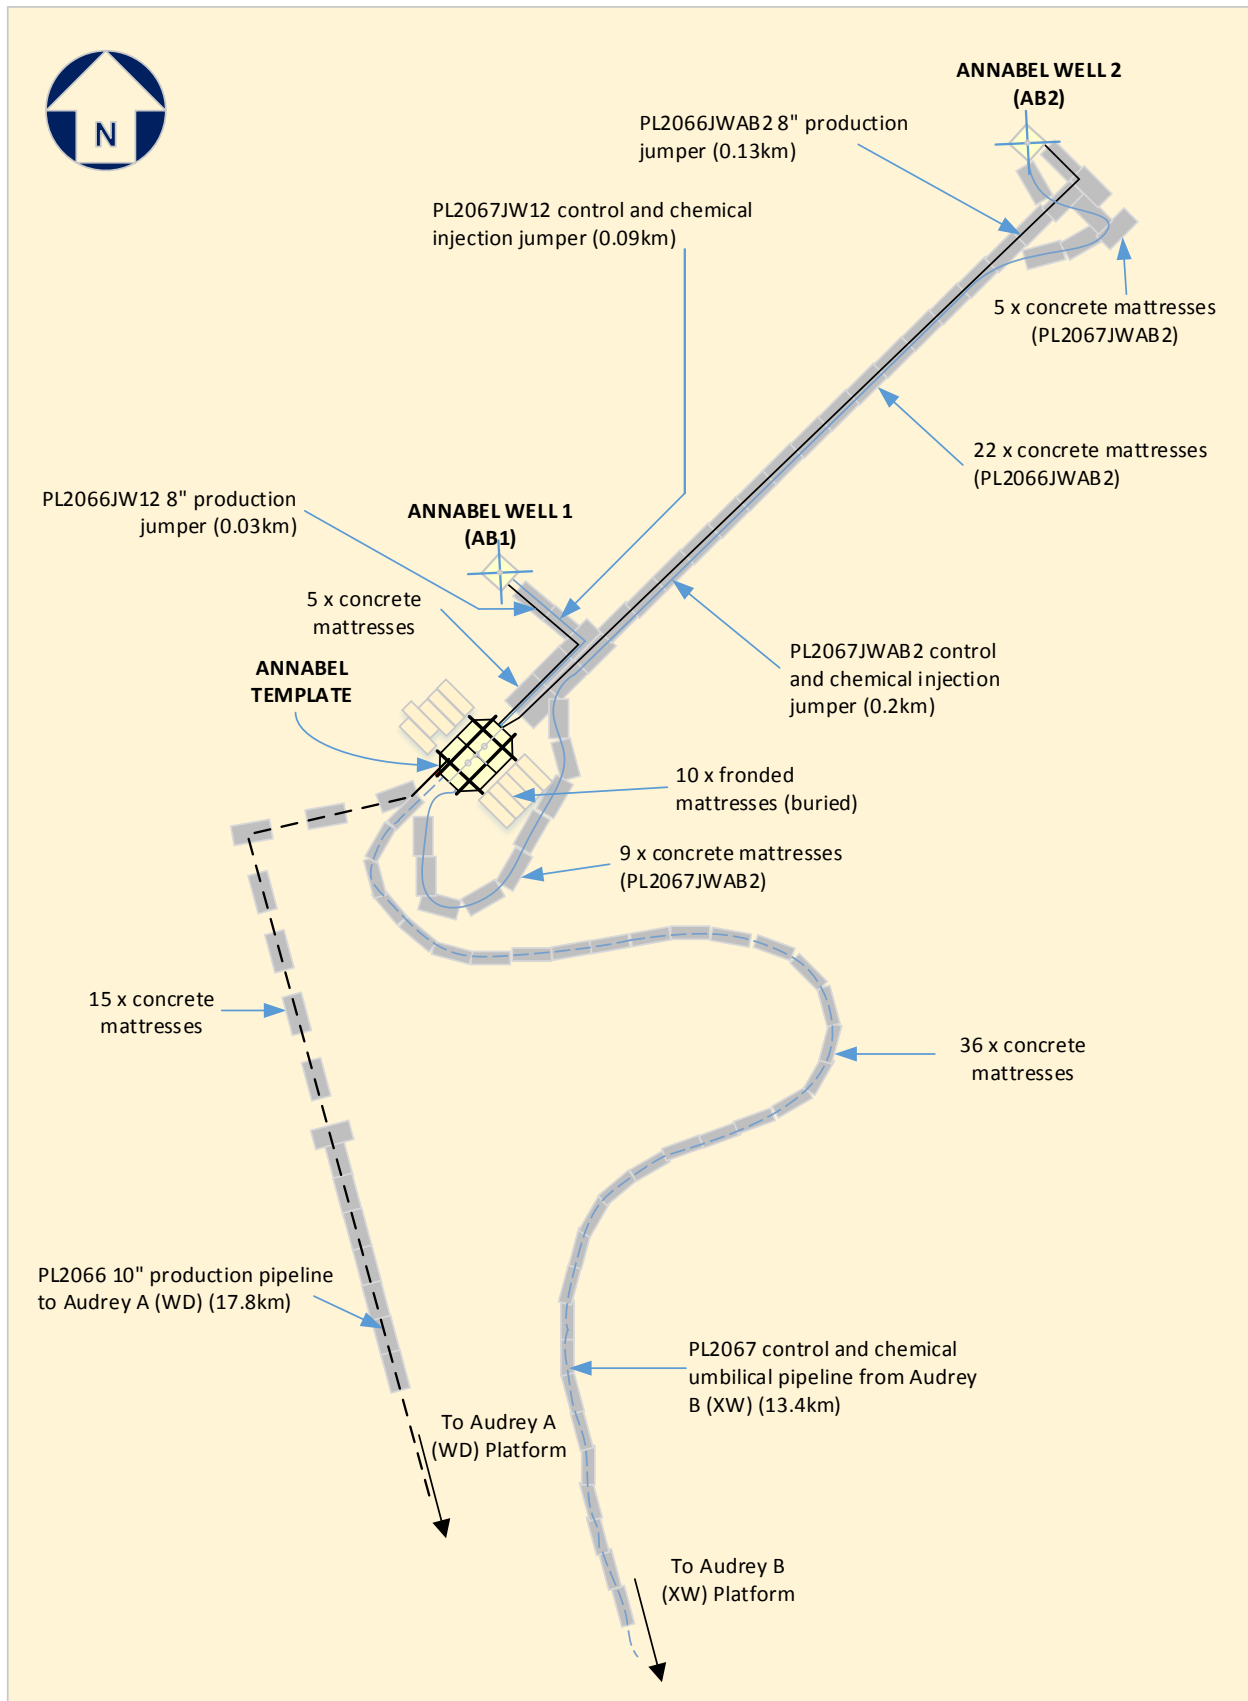 N
ANNABEL WELL 2
(AB2)
PL2066JWAB2 8" production
jumper (0.13km)
PL2067JW12 control and chemical
injection jumper (0.09km)
5 x concrete mattresses
(PL2067JWAB2)
22 x concrete mattresses
(PL2066JWAB2)
PL2066JW12 8" production
jumper (0.03km)
ANNABEL WELL 1
(AB1)
5 x concrete
mattresses
ANNABEL
TEMPLATE
PL2067JWAB2 control
and chemical injection
jumper (0.2km)
10 x fronded
mattresses (buried)
9 x concrete mattresses
(PL2067JWAB2)
15 x concrete
mattresses
36 x concrete
mattresses
PL2066 10" production pipeline
to Audrey A (WD) (17.8km)
PL2067 control and chemical
umbilical pipeline from Audrey
B (XW) (13.4km)
To Audrey A
(WD) Platform
To Audrey B
(XW) Platform